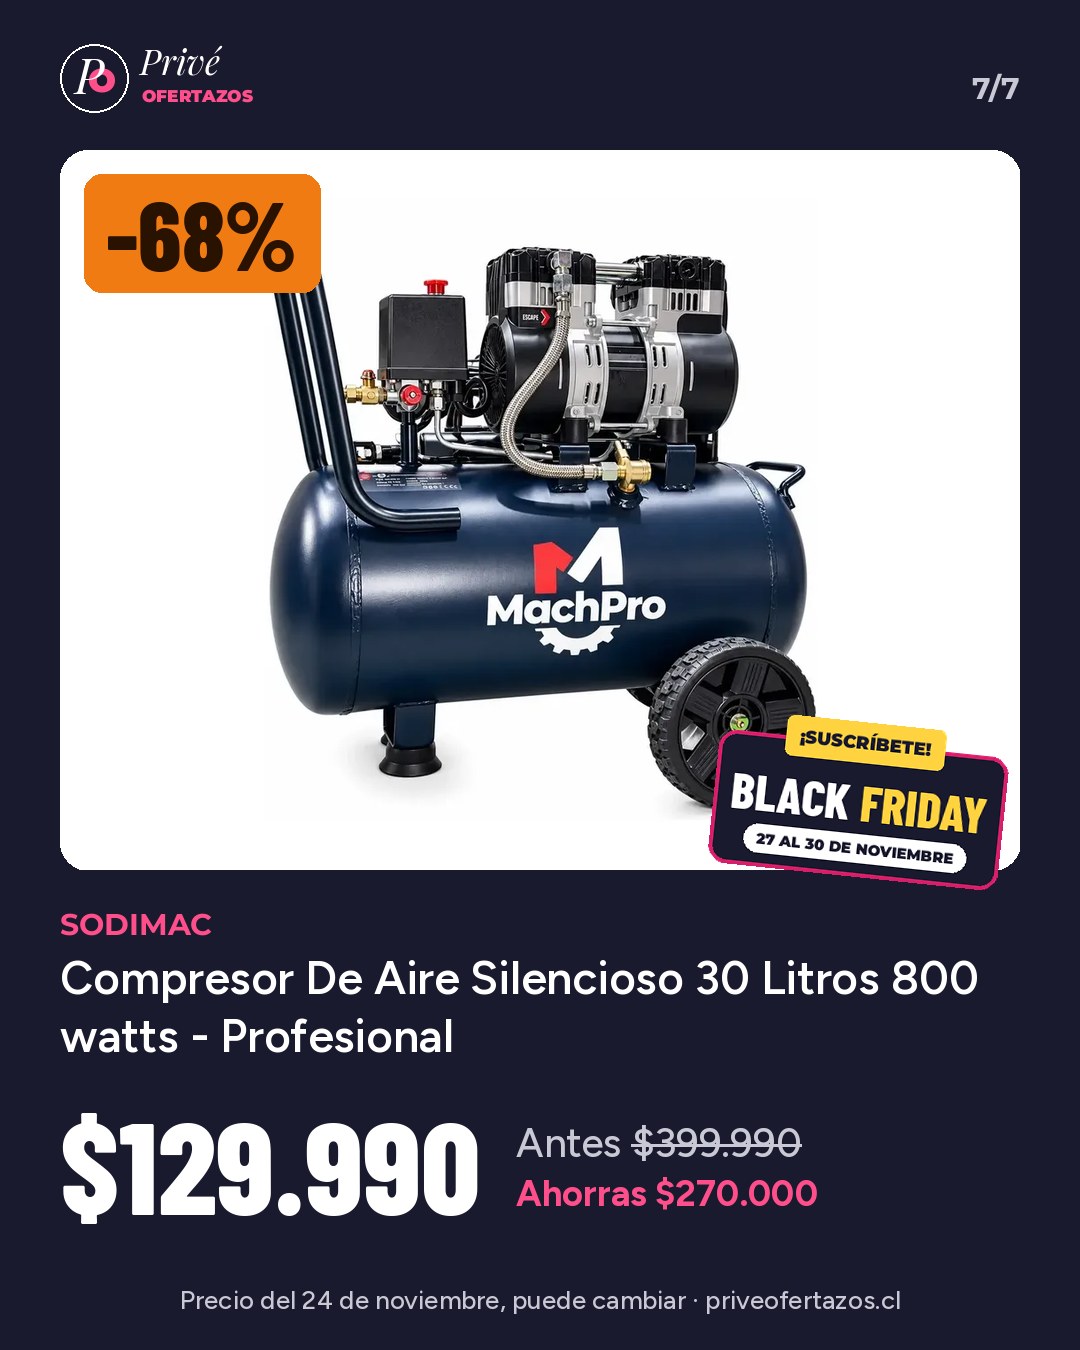 Privé
OFERTAZOS
7/7
-68%
ESCAPE
MachPro
¡SUSCRÍBETE!
BLACK FRIDAY
27 AL 30 DE NOVIEMBRE
SODIMAC
Compresor De Aire Silencioso 30 Litros 800
watts - Profesional
$129.990
Antes $399.990
Ahorras $270.000
Precio del 24 de noviembre, puede cambiar · priveofertazos.cl